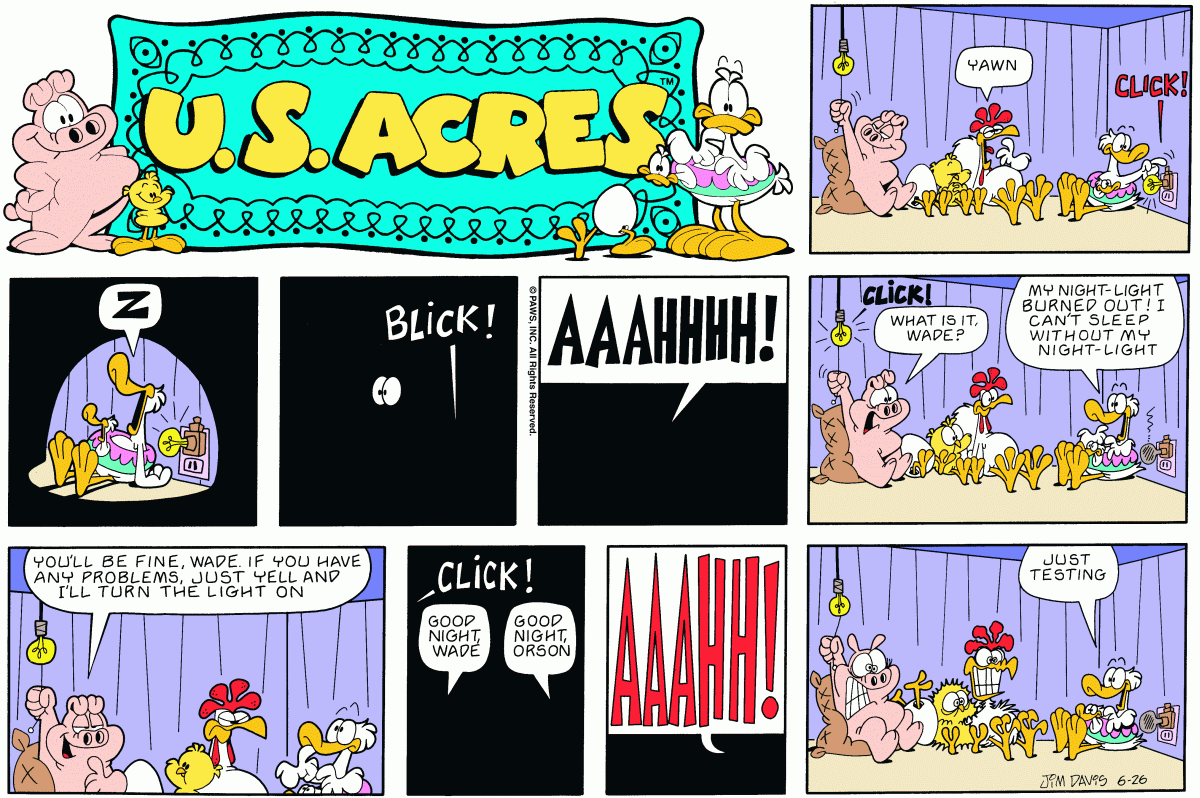 U.S. ACRES
TM
YAWN
CLICK!
Z
BLICK!
© PAWS, INC. All Rights Reserved.
AAAHHHH!
CLICK!
WHAT IS IT,
WADE?
MY NIGHT-LIGHT
BURNED OUT! I
CAN'T SLEEP
WITHOUT MY
NIGHT-LIGHT
YOU'LL BE FINE, WADE. IF YOU HAVE
ANY PROBLEMS, JUST YELL AND
I'LL TURN THE LIGHT ON
CLICK!
GOOD
NIGHT,
WADE
GOOD
NIGHT,
ORSON
AAAHH!
JUST
TESTING
JIM DAVIS 6-26